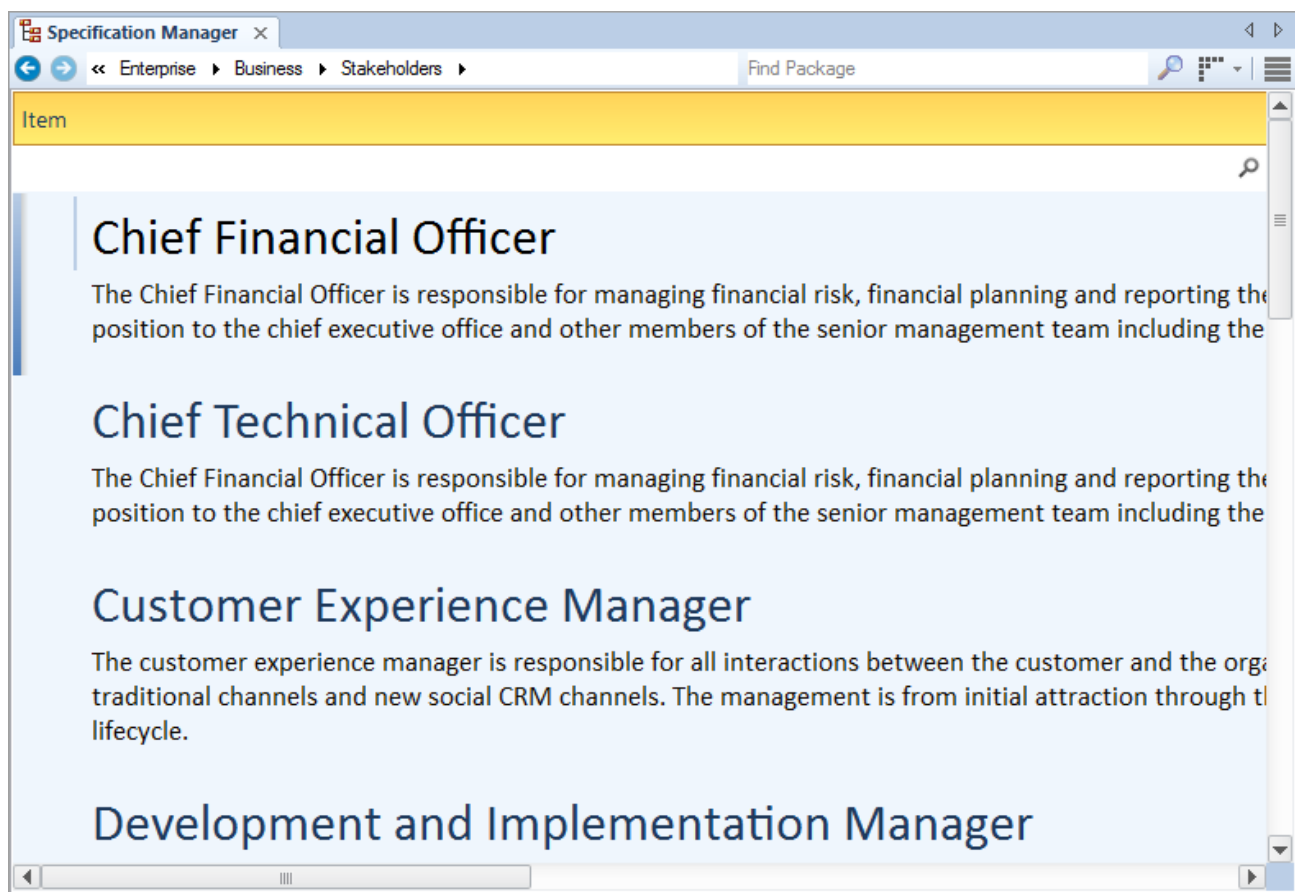 Specification Manager
« Enterprise Business Stakeholders
Find Package
Item
Chief Financial Officer
The Chief Financial Officer is responsible for managing financial risk, financial planning and reporting
position to the chief executive office and other members of the senior management team including the
Chief Technical Officer
The Chief Financial Officer is responsible for managing financial risk, financial planning and reporting
position to the chief executive office and other members of the senior management team including the
Customer Experience Manager
The customer experience manager is responsible for all interactions between the customer and the
traditional channels and new social CRM channels. The management is from initial attraction through
lifecycle.
Development and Implementation Manager